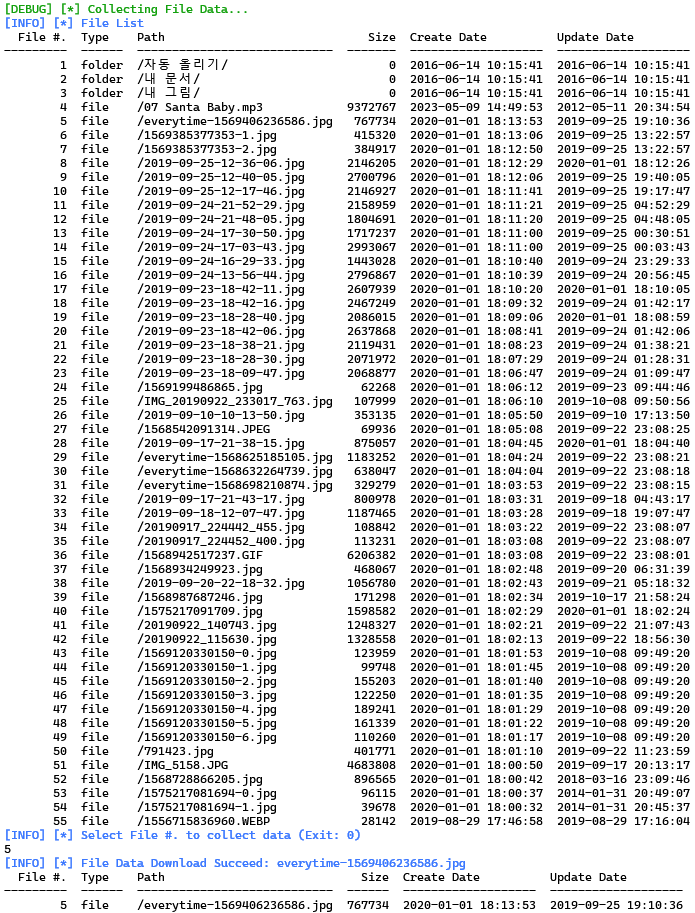 [DEBUG] [*] Collecting File Data...
[INFO] [*] File List
File #. Type Path Size Create Date Update Date
1 folder /자동 올리기/ 0 2016-06-14 10:15:41 2016-06-14 10:15:41
2 folder /내 문서/ 0 2016-06-14 10:15:41 2016-06-14 10:15:41
3 folder /내 그림/ 0 2016-06-14 10:15:41 2016-06-14 10:15:41
4 file /07 Santa Baby.mp3 9372767 2023-05-09 14:49:53 2012-05-11 20:34:54
5 file /everytime-1569406236586.jpg 767734 2020-01-01 18:13:53 2019-09-25 19:10:36
6 file /1569385377353-1.jpg 415320 2020-01-01 18:13:06 2019-09-25 13:22:57
7 file /1569385377353-2.jpg 384917 2020-01-01 18:12:50 2019-09-25 13:22:57
8 file /2019-09-25-12-36-06.jpg 2146205 2020-01-01 18:12:29 2020-01-01 18:12:26
9 file /2019-09-25-12-40-05.jpg 2700796 2020-01-01 18:12:06 2019-09-25 19:40:05
10 file /2019-09-25-12-17-46.jpg 2146927 2020-01-01 18:11:41 2019-09-25 19:17:47
11 file /2019-09-24-21-52-29.jpg 2158959 2020-01-01 18:11:21 2019-09-25 04:52:29
12 file /2019-09-24-21-48-05.jpg 1804691 2020-01-01 18:11:20 2019-09-25 04:48:05
13 file /2019-09-24-17-30-50.jpg 1717237 2020-01-01 18:11:00 2019-09-25 00:30:51
14 file /2019-09-24-17-03-43.jpg 2993067 2020-01-01 18:11:00 2019-09-25 00:03:43
15 file /2019-09-24-16-29-33.jpg 1443028 2020-01-01 18:10:40 2019-09-24 23:29:33
16 file /2019-09-24-13-56-44.jpg 2796867 2020-01-01 18:10:39 2019-09-24 20:56:45
17 file /2019-09-23-18-42-11.jpg 2607939 2020-01-01 18:10:20 2020-01-01 18:10:05
18 file /2019-09-23-18-42-16.jpg 2467249 2020-01-01 18:09:32 2019-09-24 01:42:17
19 file /2019-09-23-18-28-40.jpg 2086015 2020-01-01 18:09:06 2020-01-01 18:08:59
20 file /2019-09-23-18-42-06.jpg 2637868 2020-01-01 18:08:41 2019-09-24 01:42:06
21 file /2019-09-23-18-38-21.jpg 2119431 2020-01-01 18:08:23 2019-09-24 01:38:21
22 file /2019-09-23-18-28-30.jpg 2071972 2020-01-01 18:07:29 2019-09-24 01:28:31
23 file /2019-09-23-18-09-47.jpg 2068877 2020-01-01 18:06:47 2019-09-24 01:09:47
24 file /1569199486865.jpg 62268 2020-01-01 18:06:12 2019-09-23 09:44:46
25 file /IMG_20190922_233017_763.jpg 107999 2020-01-01 18:06:10 2019-10-08 09:50:56
26 file /2019-09-10-10-13-50.jpg 353135 2020-01-01 18:05:50 2019-09-10 17:13:50
27 file /1568542091314.JPEG 69936 2020-01-01 18:05:08 2019-09-22 23:08:25
28 file /2019-09-17-21-38-15.jpg 875057 2020-01-01 18:04:45 2020-01-01 18:04:40
29 file /everytime-1568625185105.jpg 1183252 2020-01-01 18:04:24 2019-09-22 23:08:21
30 file /everytime-1568632264739.jpg 638047 2020-01-01 18:04:04 2019-09-22 23:08:18
31 file /everytime-1568698210874.jpg 329279 2020-01-01 18:03:53 2019-09-22 23:08:15
32 file /2019-09-17-21-43-17.jpg 800978 2020-01-01 18:03:31 2019-09-18 04:43:17
33 file /2019-09-18-12-07-47.jpg 1187465 2020-01-01 18:03:28 2019-09-18 19:07:47
34 file /20190917_224442_455.jpg 108842 2020-01-01 18:03:22 2019-09-22 23:08:07
35 file /20190917_224452_400.jpg 113231 2020-01-01 18:03:08 2019-09-22 23:08:07
36 file /1568942517237.GIF 6206382 2020-01-01 18:03:08 2019-09-22 23:08:01
37 file /1568934249923.jpg 468067 2020-01-01 18:02:48 2019-09-20 06:31:39
38 file /2019-09-20-22-18-32.jpg 1056780 2020-01-01 18:02:43 2019-09-21 05:18:32
39 file /1568987687246.jpg 171298 2020-01-01 18:02:34 2019-10-17 21:58:24
40 file /1575217091709.jpg 1598582 2020-01-01 18:02:29 2020-01-01 18:02:24
41 file /20190922_140743.jpg 1248327 2020-01-01 18:02:21 2019-09-22 21:07:43
42 file /20190922_115630.jpg 1328558 2020-01-01 18:02:13 2019-09-22 18:56:30
43 file /1569120330150-0.jpg 123959 2020-01-01 18:01:53 2019-10-08 09:49:20
44 file /1569120330150-1.jpg 99748 2020-01-01 18:01:45 2019-10-08 09:49:20
45 file /1569120330150-2.jpg 155203 2020-01-01 18:01:40 2019-10-08 09:49:20
46 file /1569120330150-3.jpg 122250 2020-01-01 18:01:35 2019-10-08 09:49:20
47 file /1569120330150-4.jpg 189241 2020-01-01 18:01:29 2019-10-08 09:49:20
48 file /1569120330150-5.jpg 161339 2020-01-01 18:01:22 2019-10-08 09:49:20
49 file /1569120330150-6.jpg 110260 2020-01-01 18:01:17 2019-10-08 09:49:20
50 file /791423.jpg 401771 2020-01-01 18:01:10 2019-09-22 11:23:59
51 file /IMG_5158.JPG 4683808 2020-01-01 18:00:50 2019-09-17 20:13:17
52 file /1568728866205.jpg 896565 2020-01-01 18:00:42 2018-03-16 23:09:46
53 file /1575217081694-0.jpg 96115 2020-01-01 18:00:37 2014-01-31 20:49:07
54 file /1575217081694-1.jpg 39678 2020-01-01 18:00:32 2014-01-31 20:45:37
55 file /1556715836960.WEBP 28142 2019-08-29 17:46:58 2019-08-29 17:16:04
[INFO] [*] Select File #. to collect data (Exit: 0)
5
[INFO] [*] File Data Download Succeed: everytime-1569406236586.jpg
File #. Type Path Size Create Date Update Date
5 file /everytime-1569406236586.jpg 767734 2020-01-01 18:13:53 2019-09-25 19:10:36